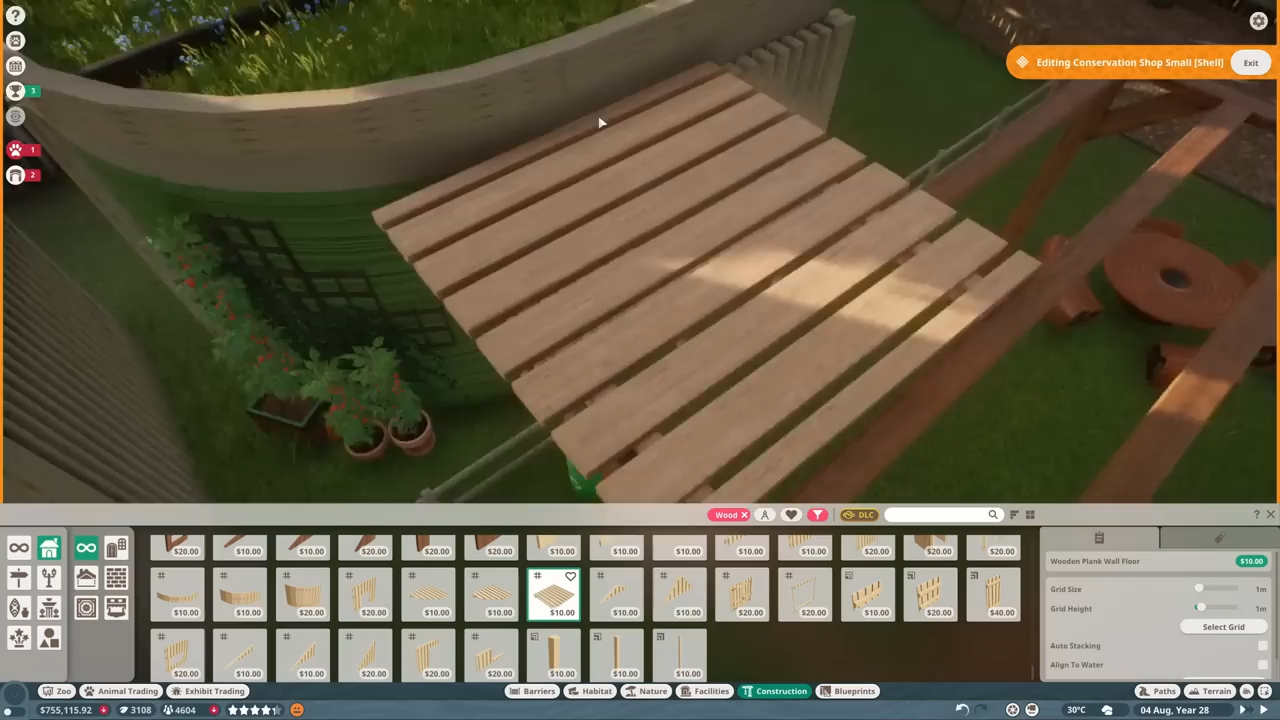 ?
Editing Conservation Shop Small [Shell]
Exit
3
1
2
Wood ×
DLC
? ×
$20.00 $10.00 $10.00 $20.00 $20.00 $20.00 $10.00 $10.00 $10.00 $10.00 $10.00 $20.00 $20.00 $20.00
Wooden Plank Wall Floor $10.00
$10.00 $10.00 $20.00 $20.00 $10.00 $10.00 $10.00 $10.00 $10.00 $20.00 $20.00 $10.00 $20.00 $40.00
Grid Size 1m
Grid Height 1m
Select Grid
Auto Stacking
Align To Water
$20.00 $10.00 $10.00 $20.00 $20.00 $20.00 $10.00 $10.00 $10.00
Zoo Animal Trading Exhibit Trading Barriers Habitat Nature Facilities Construction Blueprints Paths Terrain
$755,115.92 3108 4604 30°C 04 Aug, Year 28